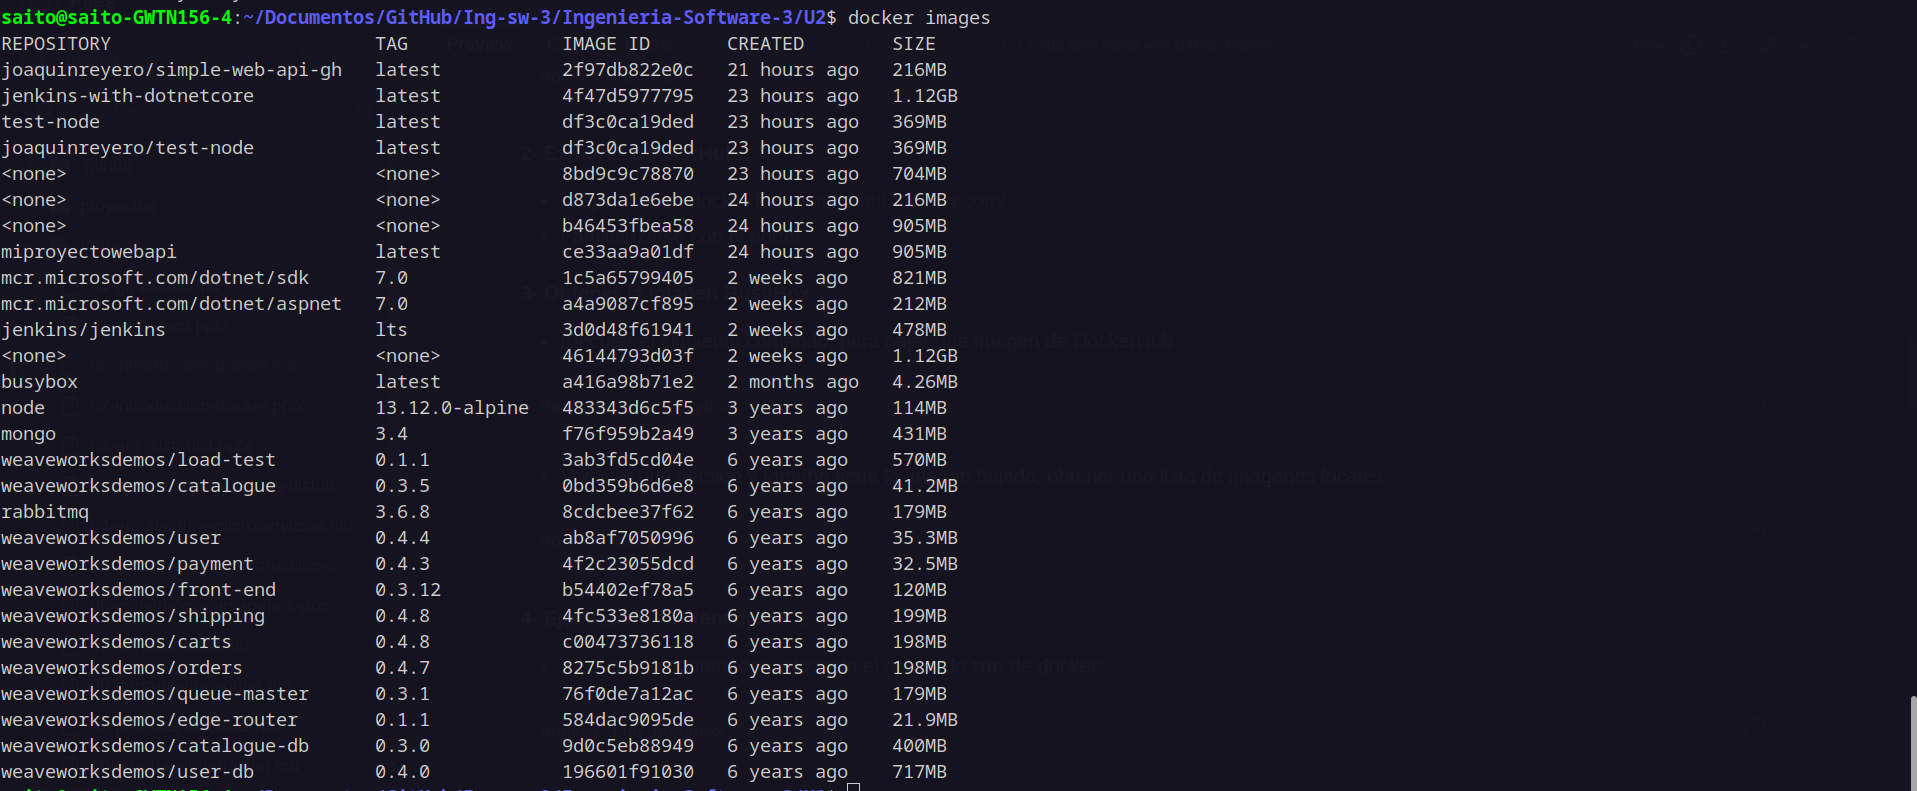 saito@saito-GWTN156-4:~/Documentos/GitHub/Ing-sw-3/Ingenieria-Software-3/U2$ docker images
REPOSITORY TAG IMAGE ID CREATED SIZE
joaquinreyero/simple-web-api-gh latest 2f97db822e0c 21 hours ago 216MB
jenkins-with-dotnetcore latest 4f47d5977795 23 hours ago 1.12GB
test-node latest df3c0ca19ded 23 hours ago 369MB
joaquinreyero/test-node latest df3c0ca19ded 23 hours ago 369MB
<none> <none> 8bd9c9c78870 23 hours ago 704MB
<none> <none> d873da1e6ebe 24 hours ago 216MB
<none> <none> b46453fbea58 24 hours ago 905MB
miproyectowebapi latest ce33aa9a01df 24 hours ago 905MB
mcr.microsoft.com/dotnet/sdk 7.0 1c5a65799405 2 weeks ago 821MB
mcr.microsoft.com/dotnet/aspnet 7.0 a4a9087cf895 2 weeks ago 212MB
jenkins/jenkins lts 3d0d48f61941 2 weeks ago 478MB
<none> <none> 46144793d03f 2 weeks ago 1.12GB
busybox latest a416a98b71e2 2 months ago 4.26MB
node 13.12.0-alpine 483343d6c5f5 3 years ago 114MB
mongo 3.4 f76f959b2a49 3 years ago 431MB
weaveworksdemos/load-test 0.1.1 3ab3fd5cd04e 6 years ago 570MB
weaveworksdemos/catalogue 0.3.5 0bd359b6d6e8 6 years ago 41.2MB
rabbitmq 3.6.8 8cdcbee37f62 6 years ago 179MB
weaveworksdemos/user 0.4.4 ab8af7050996 6 years ago 35.3MB
weaveworksdemos/payment 0.4.3 4f2c23055dcd 6 years ago 32.5MB
weaveworksdemos/front-end 0.3.12 b54402ef78a5 6 years ago 120MB
weaveworksdemos/shipping 0.4.8 4fc533e8180a 6 years ago 199MB
weaveworksdemos/carts 0.4.8 c00473736118 6 years ago 198MB
weaveworksdemos/orders 0.4.7 8275c5b9181b 6 years ago 198MB
weaveworksdemos/queue-master 0.3.1 76f0de7a12ac 6 years ago 179MB
weaveworksdemos/edge-router 0.1.1 584dac9095de 6 years ago 21.9MB
weaveworksdemos/catalogue-db 0.3.0 9d0c5eb88949 6 years ago 400MB
weaveworksdemos/user-db 0.4.0 196601f91030 6 years ago 717MB
saito@saito-GWTN156-4:~/Documentos/GitHub/Ing-sw-3/Ingenieria-Software-3/U2$